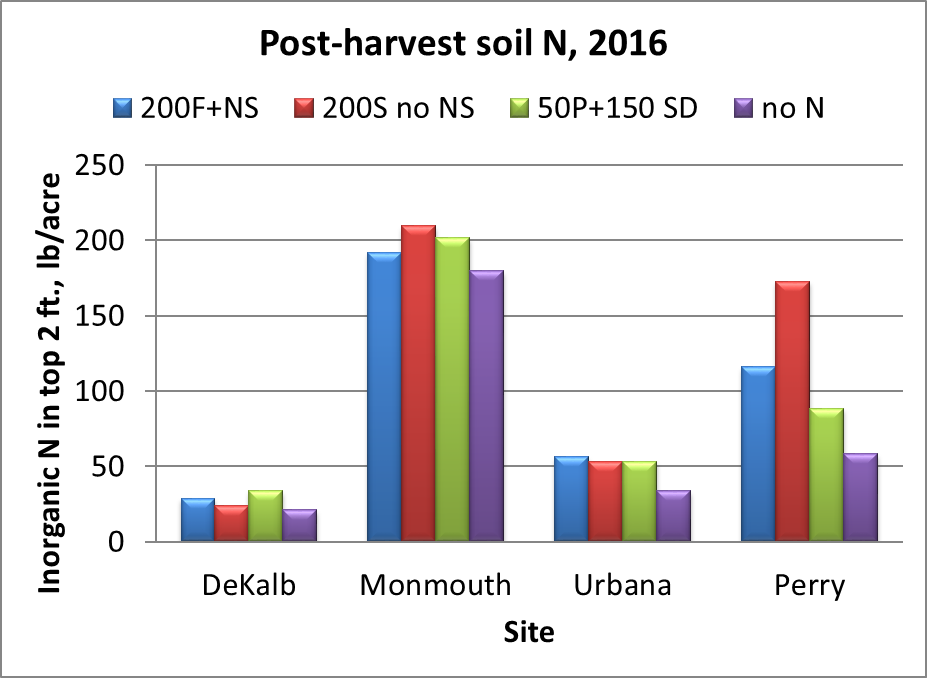 Post-harvest soil N, 2016
200F+NS 200S no NS 50P+150 SD no N
Inorganic N in top 2 ft., lb/acre
250
200
150
100
50
0
DeKalb Monmouth Urbana Perry
Site